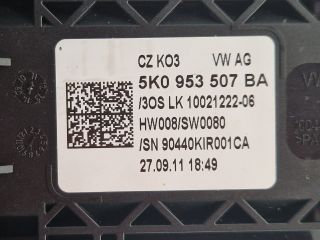 CZ KO3 VW AG
5K0 953 507 BA
/3OS LK 10021222-06
HW008/SW0080
/SN 90440KIR001CA
27.09.11 18:49